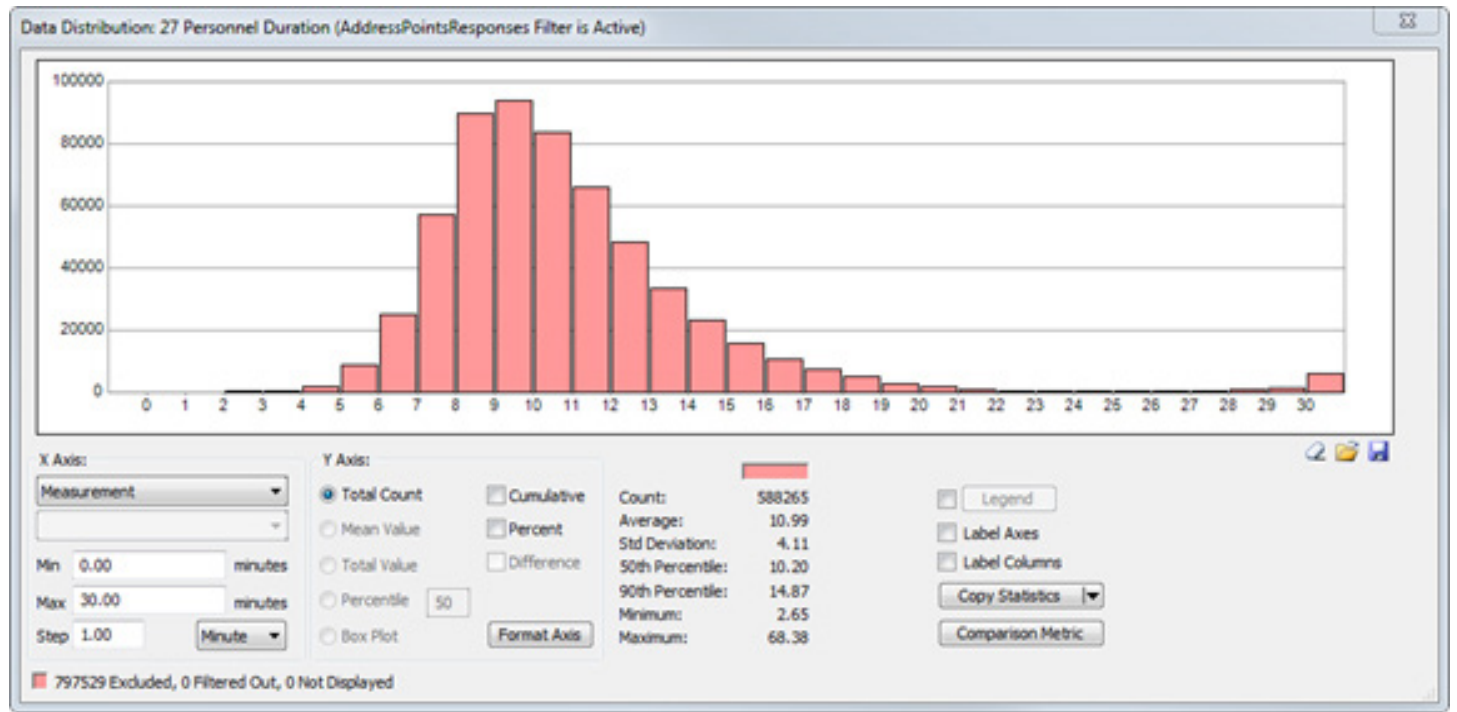 Data Distribution: 27 Personnel Duration (AddressPointsResponses Filter is Active)
100000
80000
60000
40000
20000
0
0 1 2 3 4 5 6 7 8 9 10 11 12 13 14 15 16 17 18 19 20 21 22 23 24 25 26 27 28 29 30
X Axis:
Measurement
Min 0.00 minutes
Max 30.00 minutes
Step 1.00 Minute
Y Axis:
Total Count Cumulative
Mean Value Percent
Total Value Difference
Percentile 50
Box Plot Format Axis
Count: 588265
Average: 10.99
Std Deviation: 4.11
50th Percentile: 10.20
90th Percentile: 14.87
Minimum: 2.65
Maximum: 68.38
Legend
Label Axes
Label Columns
Copy Statistics
Comparison Metric
797529 Excluded, 0 Filtered Out, 0 Not Displayed